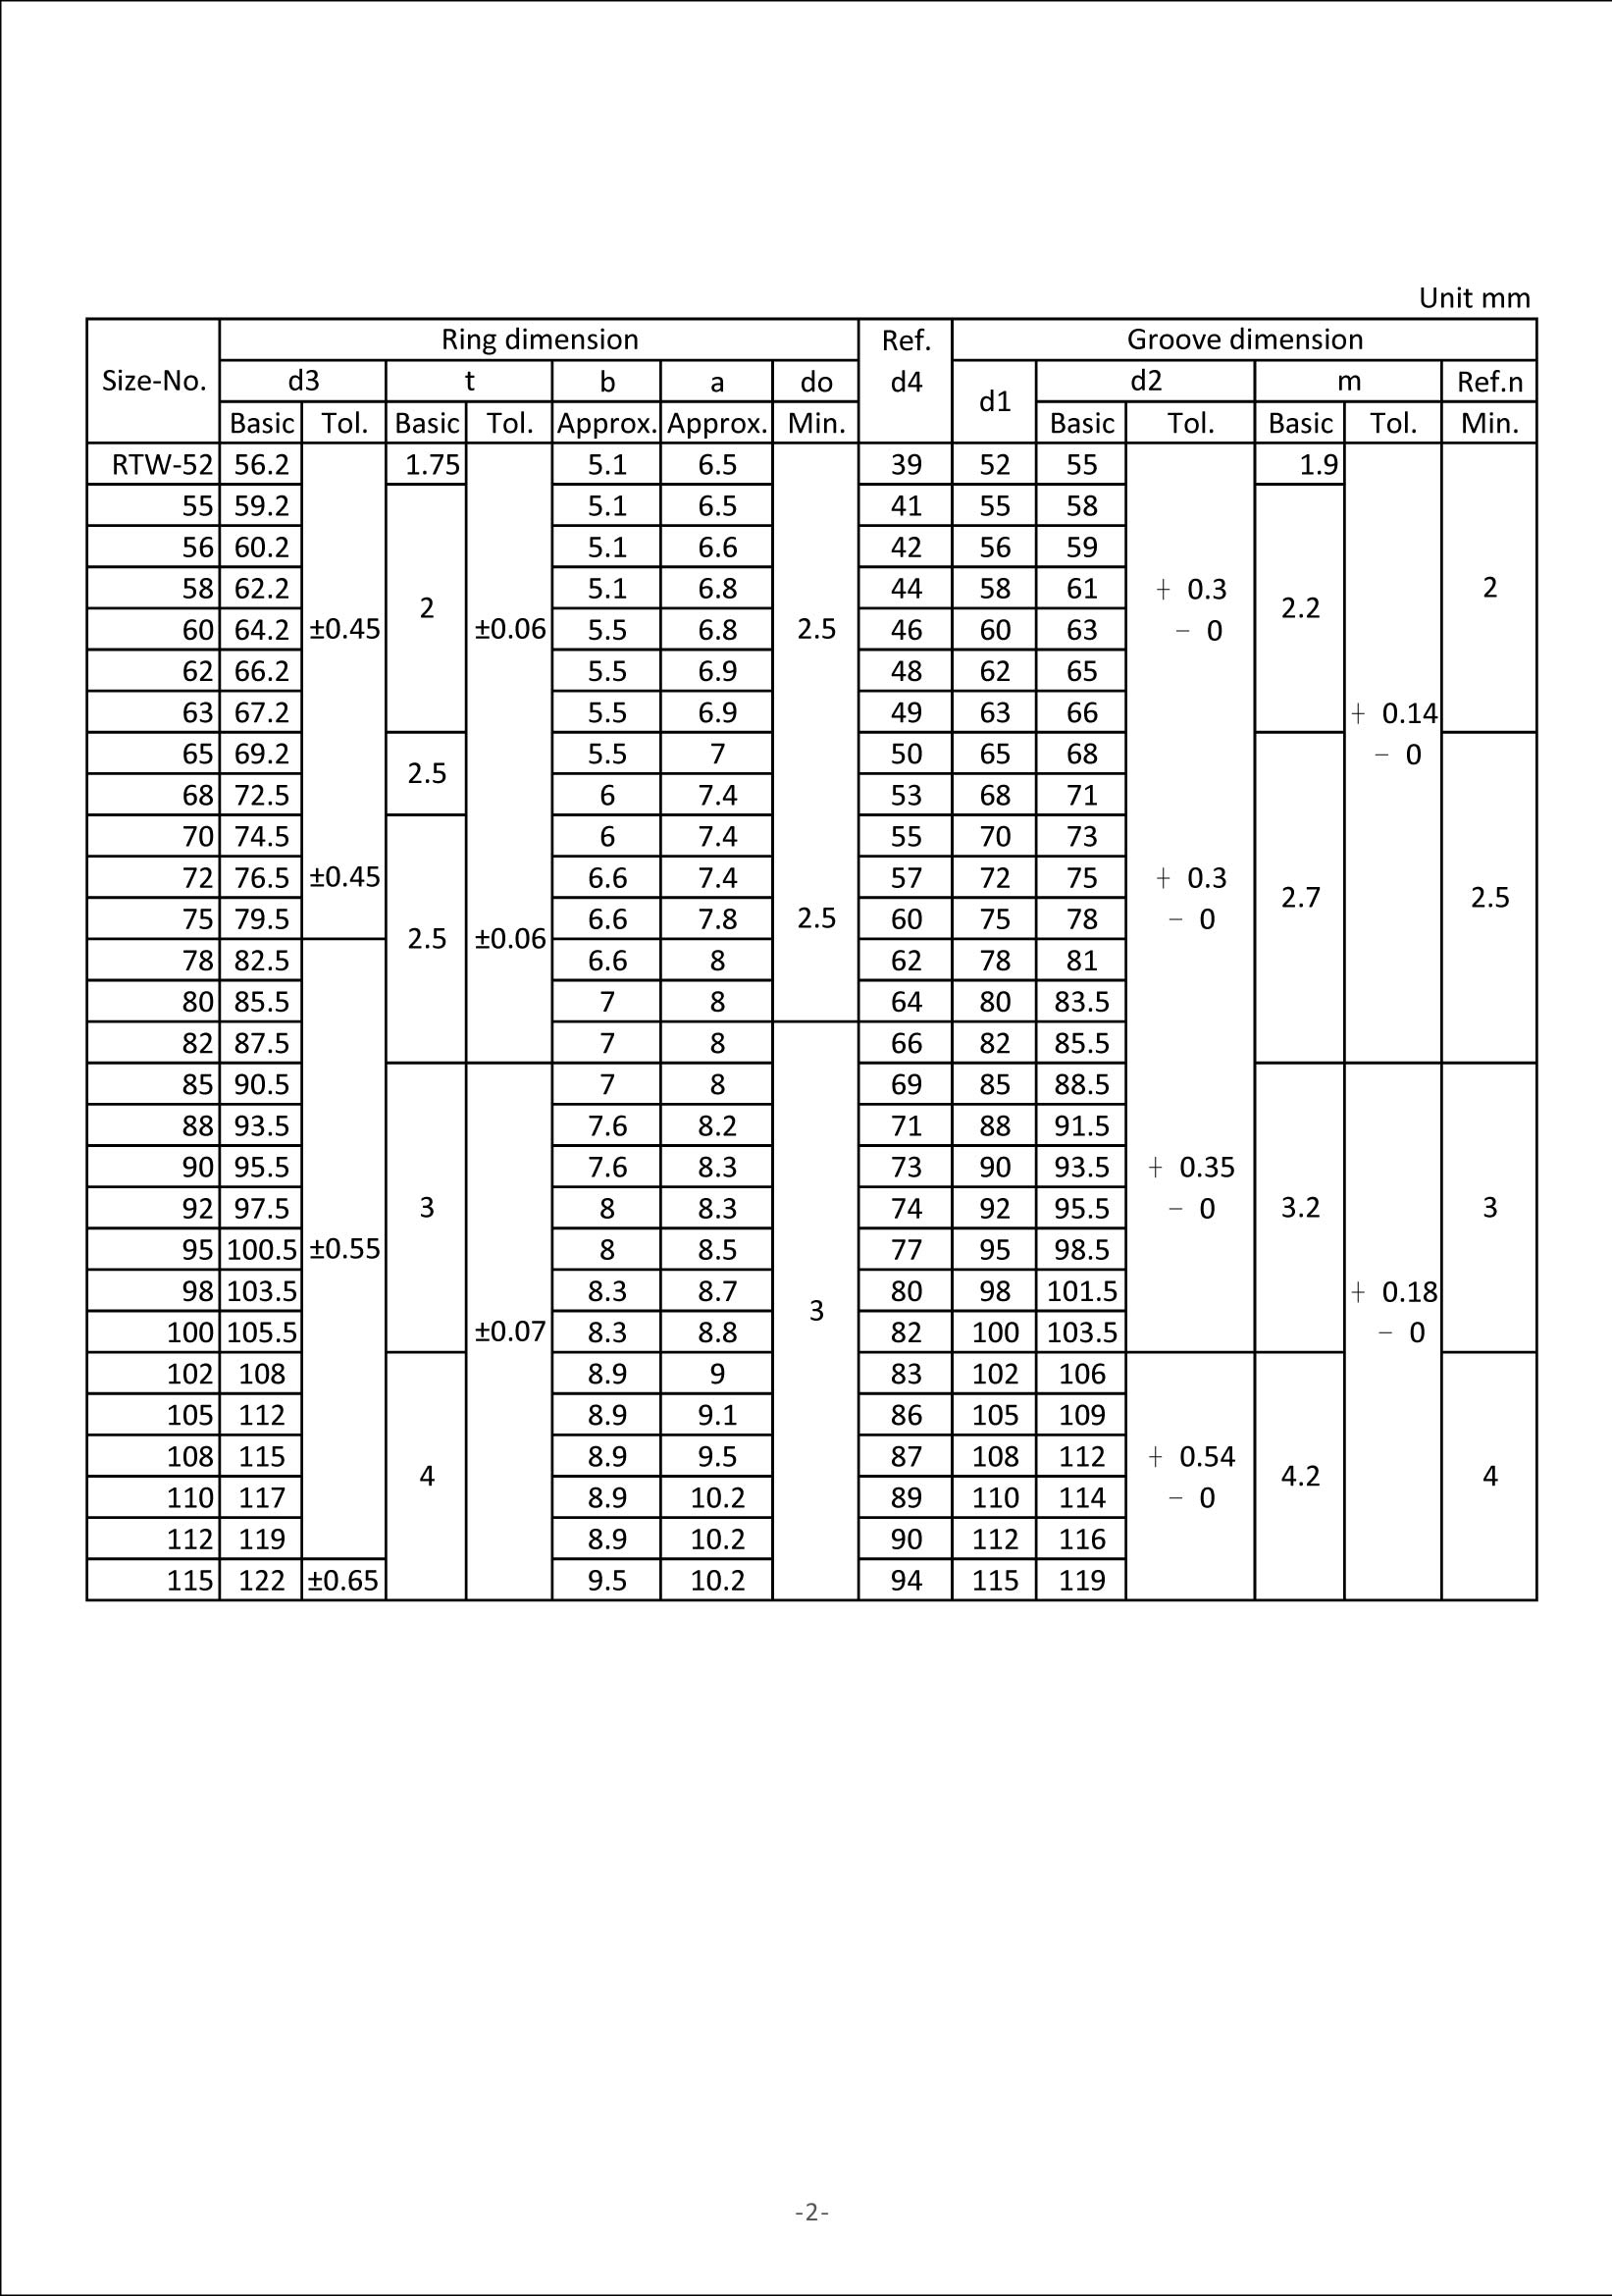 Unit mm
Size-No. Ring dimension Ref. d4 Groove dimension
d3 t b a do d1 d2 m Ref.n
Basic Tol. Basic Tol. Approx. Approx. Min. Basic Tol. Basic Tol. Min.
RTW-52 56.2 1.75 5.1 6.5 39 52 55 1.9
55 59.2 5.1 6.5 41 55 58
56 60.2 5.1 6.6 42 56 59
58 62.2 2 5.1 6.8 44 58 61 + 0.3 2.2 2
60 64.2 ±0.45 ±0.06 5.5 6.8 2.5 46 60 63 − 0
62 66.2 5.5 6.9 48 62 65
63 67.2 5.5 6.9 49 63 66 + 0.14
65 69.2 2.5 5.5 7 50 65 68 − 0
68 72.5 6 7.4 53 68 71
70 74.5 6 7.4 55 70 73
72 76.5 ±0.45 6.6 7.4 57 72 75 + 0.3 2.7 2.5
75 79.5 2.5 ±0.06 6.6 7.8 2.5 60 75 78 − 0
78 82.5 6.6 8 62 78 81
80 85.5 7 8 64 80 83.5
82 87.5 7 8 66 82 85.5
85 90.5 7 8 69 85 88.5
88 93.5 7.6 8.2 71 88 91.5
90 95.5 7.6 8.3 73 90 93.5 + 0.35
92 97.5 3 8 8.3 74 92 95.5 − 0 3.2 3
95 100.5 ±0.55 8 8.5 77 95 98.5
98 103.5 8.3 8.7 3 80 98 101.5 + 0.18
100 105.5 ±0.07 8.3 8.8 82 100 103.5 − 0
102 108 8.9 9 83 102 106
105 112 8.9 9.1 86 105 109
108 115 4 8.9 9.5 87 108 112 + 0.54 4.2 4
110 117 8.9 10.2 89 110 114 − 0
112 119 8.9 10.2 90 112 116
115 122 ±0.65 9.5 10.2 94 115 119
-2-